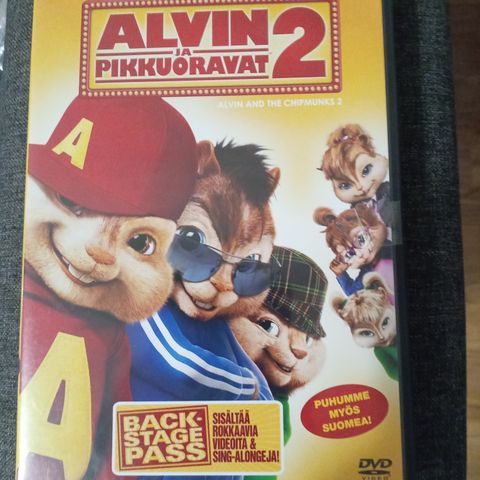 ALVIN
JA
PIKKUORAVAT 2
ALVIN AND THE CHIPMUNKS 2
A
A
BACK-
STAGE
PASS
SISÄLTÄÄ
ROKKAAVIA
VIDEOITA &
SING-ALONGEJA!
PUHUMME
MYÖS
SUOMEA!
DVD
VIDEO